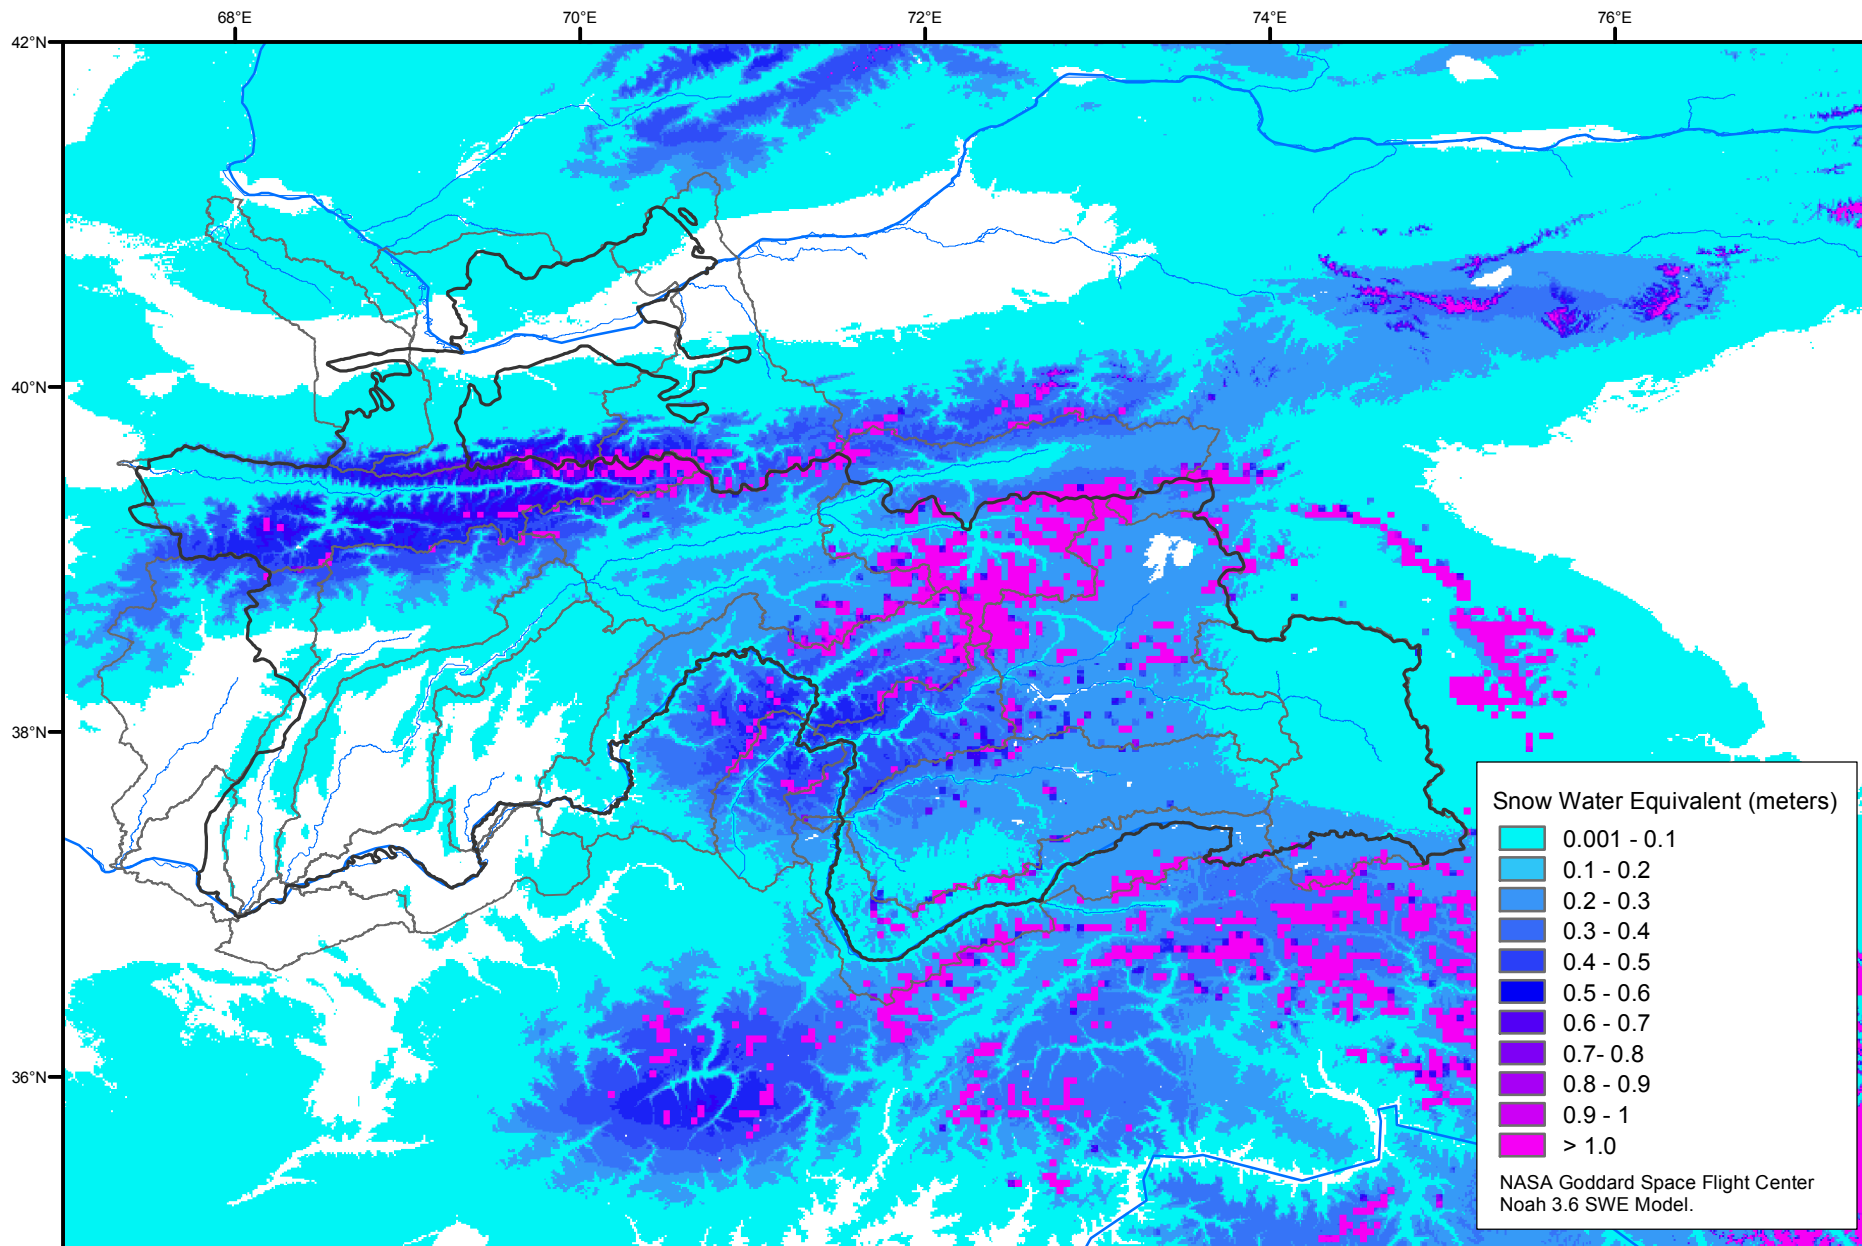 68°E 70°E 72°E 74°E 76°E
42°N
40°N
38°N
36°N
Snow Water Equivalent (meters)
0.001 - 0.1
0.1 - 0.2
0.2 - 0.3
0.3 - 0.4
0.4 - 0.5
0.5 - 0.6
0.6 - 0.7
0.7- 0.8
0.8 - 0.9
0.9 - 1
> 1.0
NASA Goddard Space Flight Center
Noah 3.6 SWE Model.